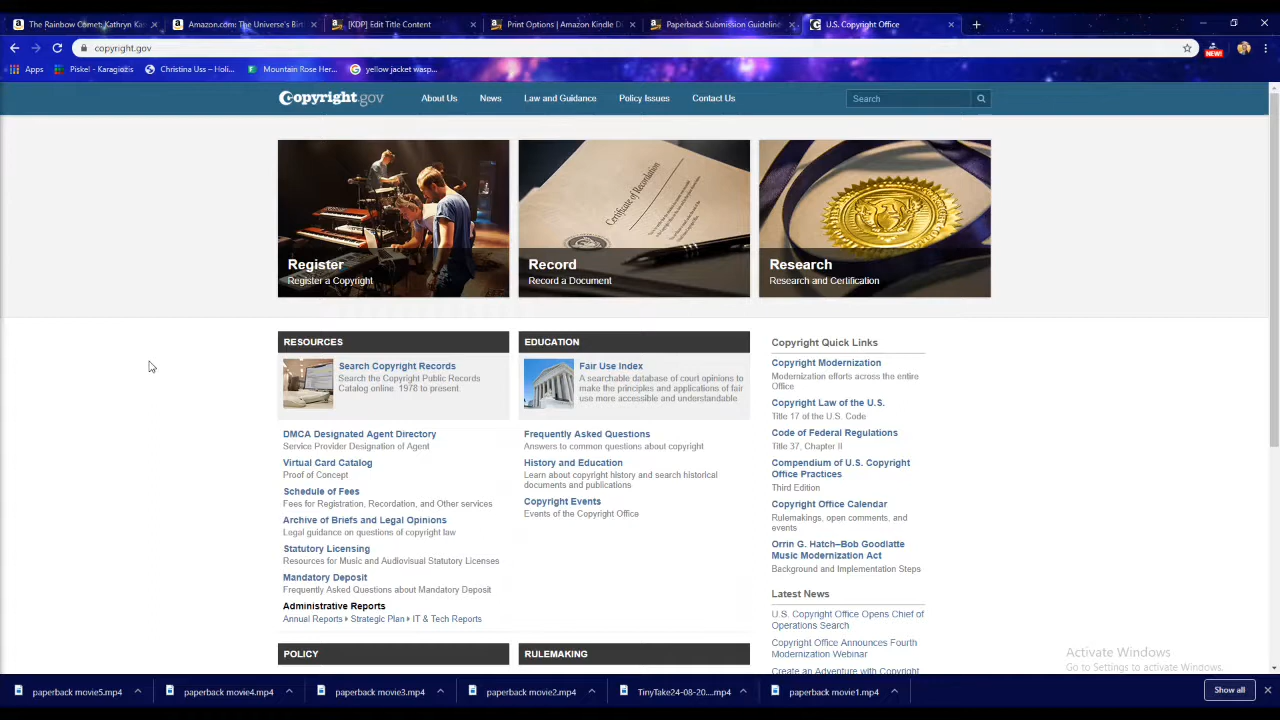 The Rainbow Comet: Kathryn Ka
Amazon.com: The Universe's Birt
[KDP] Edit Title Content
Print Options | Amazon Kindle D
Paperback Submission Guideline
U.S. Copyright Office
copyright.gov
NEW!
Apps
Piskel - Karagiozis
Christina Uss – Holi...
Mountain Rose Her...
yellow jacket wasp...
Copyright.gov
About Us
News
Law and Guidance
Policy Issues
Contact Us
Search
Certificate of Recordation
Register
Register a Copyright
Record
Record a Document
Research
Research and Certification
RESOURCES
Search Copyright Records
Search the Copyright Public Records
Catalog online. 1978 to present.
DMCA Designated Agent Directory
Service Provider Designation of Agent
Virtual Card Catalog
Proof of Concept
Schedule of Fees
Fees for Registration, Recordation, and Other services
Archive of Briefs and Legal Opinions
Legal guidance on questions of copyright law
Statutory Licensing
Resources for Music and Audiovisual Statutory Licenses
Mandatory Deposit
Frequently Asked Questions about Mandatory Deposit
Administrative Reports
Annual Reports Strategic Plan IT & Tech Reports
POLICY
EDUCATION
Fair Use Index
A searchable database of court opinions to
make the principles and applications of fair
use more accessible and understandable
Frequently Asked Questions
Answers to common questions about copyright
History and Education
Learn about copyright history and search historical
documents and publications
Copyright Events
Events of the Copyright Office
RULEMAKING
Copyright Quick Links
Copyright Modernization
Modernization efforts across the entire
Office
Copyright Law of the U.S.
Title 17 of the U.S. Code
Code of Federal Regulations
Title 37, Chapter II
Compendium of U.S. Copyright
Office Practices
Third Edition
Copyright Office Calendar
Rulemakings, open comments, and
events
Orrin G. Hatch–Bob Goodlatte
Music Modernization Act
Background and Implementation Steps
Latest News
U.S. Copyright Office Opens Chief of
Operations Search
Copyright Office Announces Fourth
Modernization Webinar
Create an Adventure with Copyright
Activate Windows
Go to Settings to activate Windows.
paperback movie5.mp4
paperback movie4.mp4
paperback movie3.mp4
paperback movie2.mp4
TinyTake24-08-20....mp4
paperback movie1.mp4
Show all